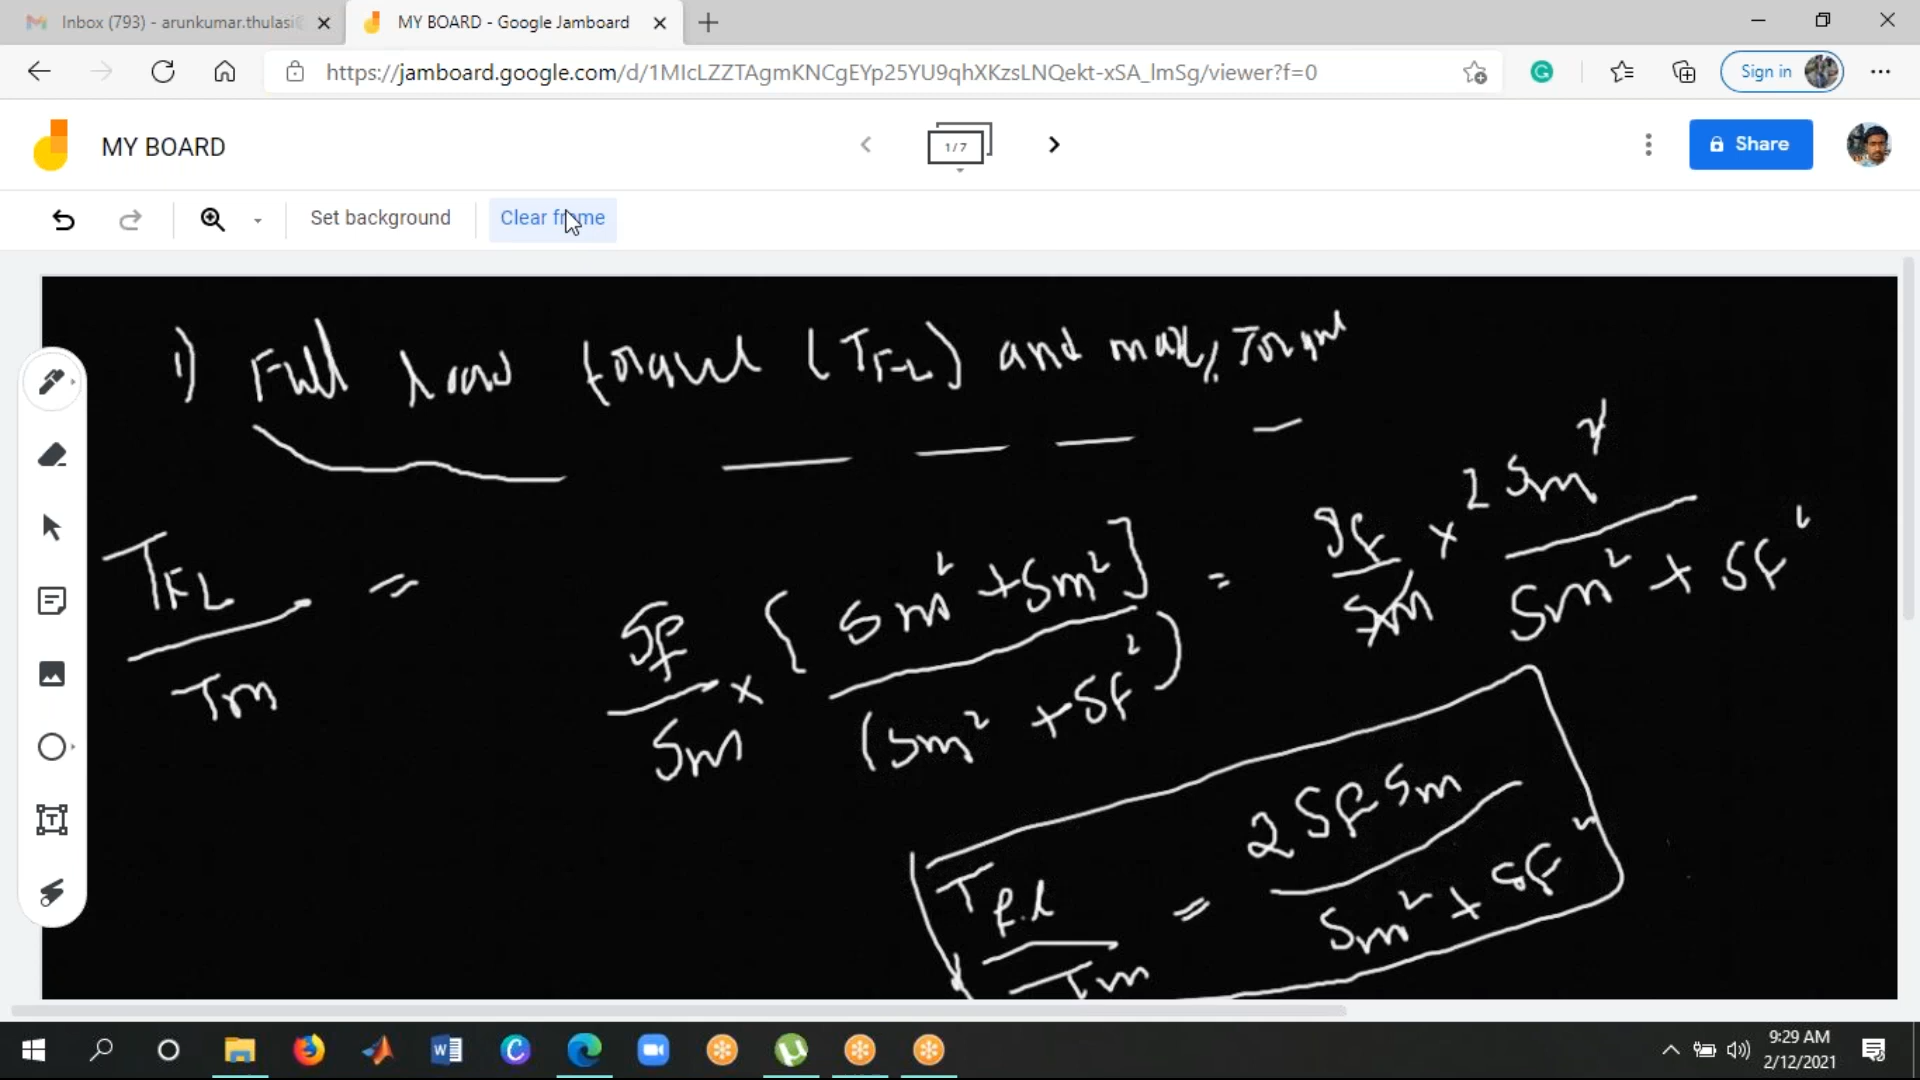 Inbox (793) - arunkumar.thulasi
MY BOARD - Google Jamboard
https://jamboard.google.com/d/1MIcLZZTAgmKNCgEYp25YU9qhXKzsLNQekt-xSA_lmSg/viewer?f=0
Sign in
MY BOARD
1/7
Share
Set background
Clear frame
1) Full load torque (TFL) and max, Torque
TFL / Tm = Sf / Sm × [Sm² + Sm²] / (Sm² + Sf²) = Sf / Sm × 2 Sm² / Sm² + Sf²
Tf.l / Tm = 2 Sf Sm / Sm² + Sf²
9:29 AM
2/12/2021